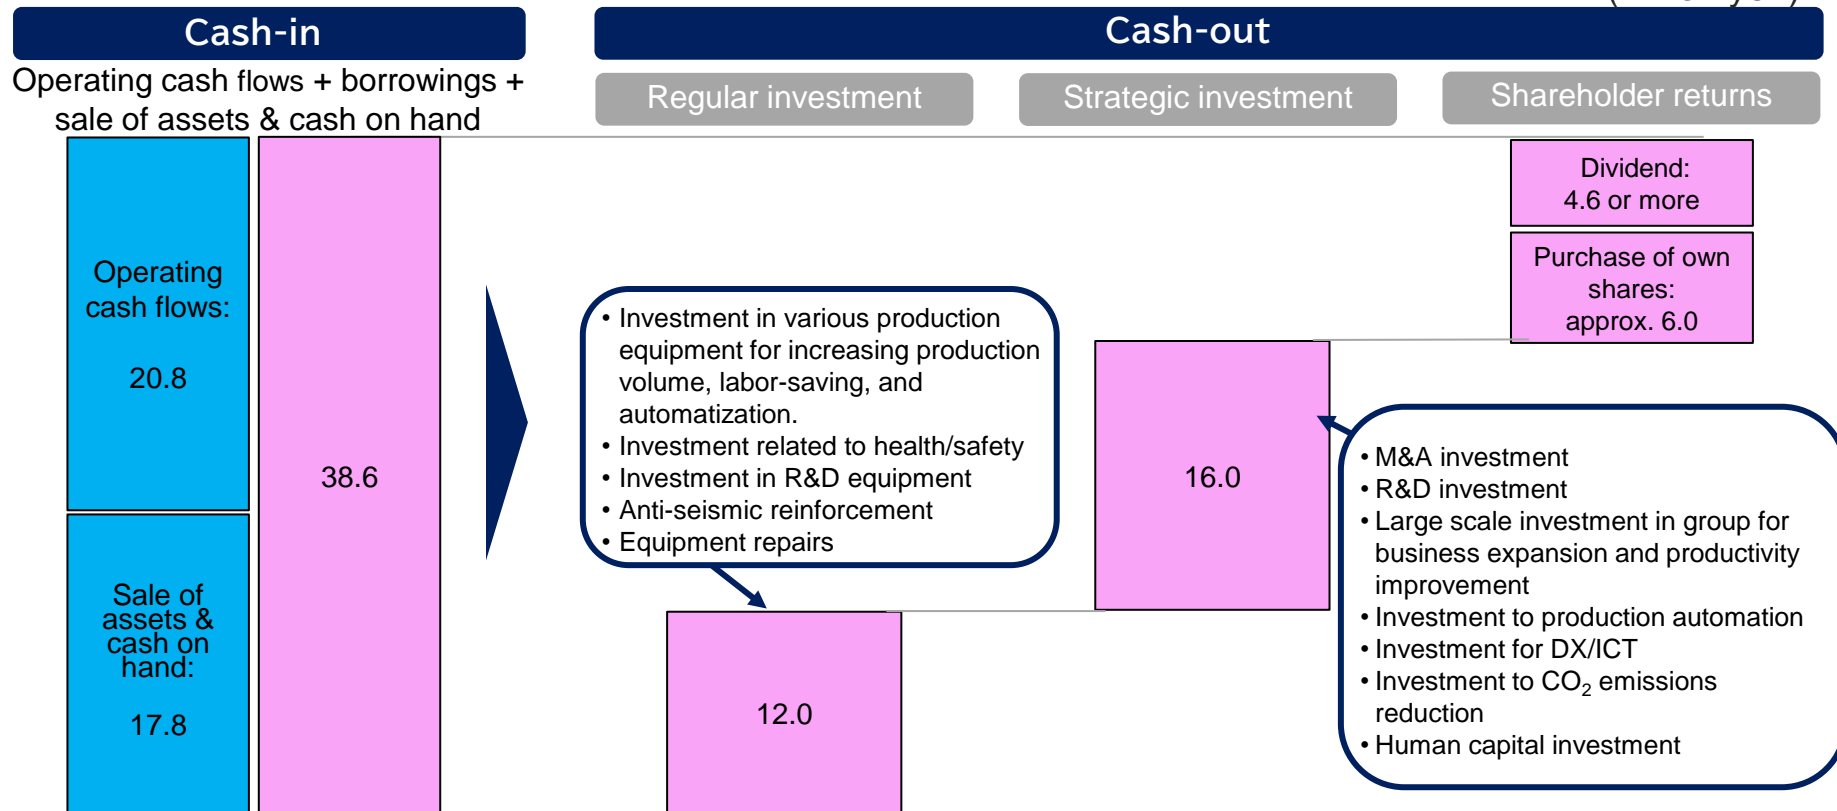 Cash-in
Cash-out
Operating cash flows + borrowings +
sale of assets & cash on hand
Regular investment
Strategic investment
Shareholder returns
Operating
cash flows:
20.8
Sale of
assets &
cash on
hand:
17.8
38.6
• Investment in various production
equipment for increasing production
volume, labor-saving, and
automatization.
• Investment related to health/safety
• Investment in R&D equipment
• Anti-seismic reinforcement
• Equipment repairs
12.0
16.0
Dividend:
4.6 or more
Purchase of own
shares:
approx. 6.0
• M&A investment
• R&D investment
• Large scale investment in group for
business expansion and productivity
improvement
• Investment to production automation
• Investment for DX/ICT
• Investment to CO₂ emissions
reduction
• Human capital investment